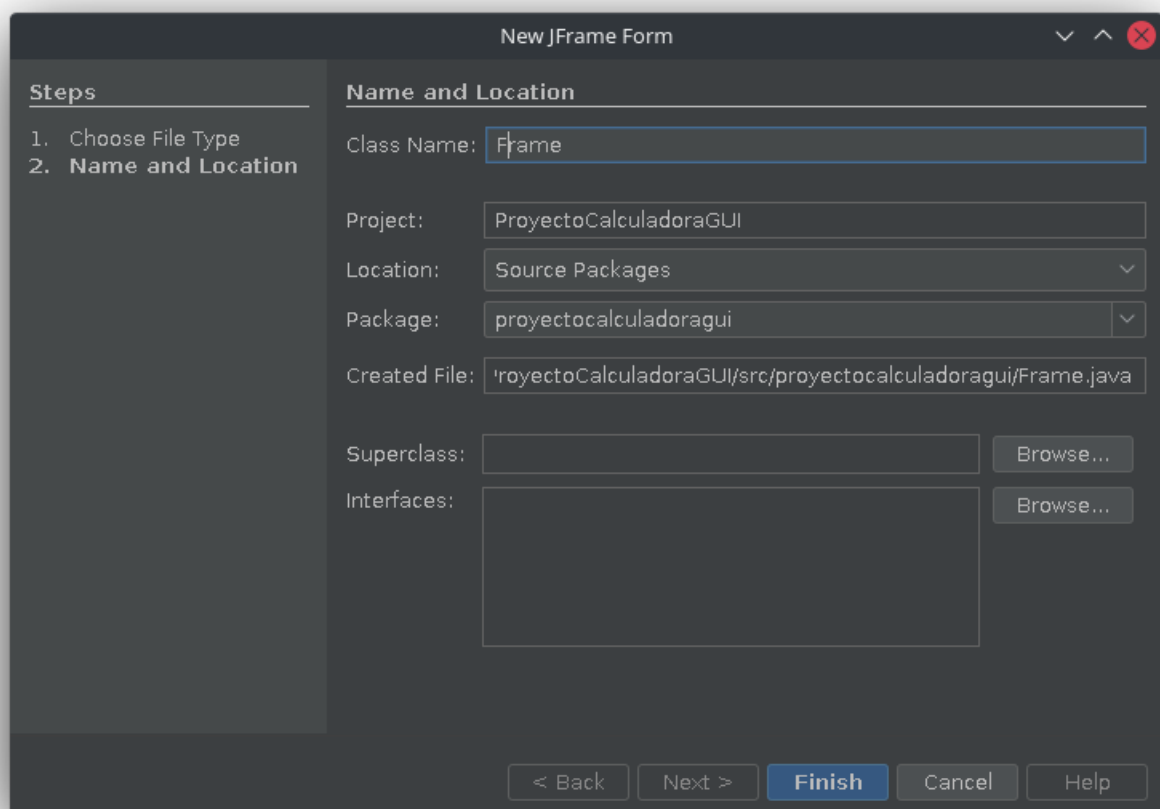 New JFrame Form
Steps
1. Choose File Type
2. Name and Location
Name and Location
Class Name: Frame
Project: ProyectoCalculadoraGUI
Location: Source Packages
Package: proyectocalculadoragui
Created File: royectoCalculadoraGUI/src/proyectocalculadoragui/Frame.java
Superclass: Browse...
Interfaces: Browse...
< Back Next > Finish Cancel Help